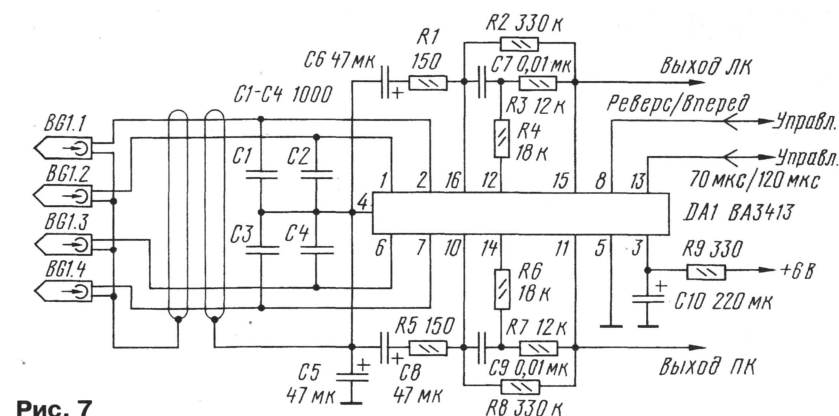 R2 330 к
R1
150
C6 47 мк
C7 0,01 мк
Выход ЛК
C1-C4 1000
R3 12 к
Реверс/вперед
Управл.
R4
18 к
BG1.1
BG1.2
BG1.3
BG1.4
C1
C2
C3
C4
1
2
16
12
15
8
13
Управл.
70 мкс/120 мкс
4
DA1 BA3413
6
7
10
14
11
5
3
R9 330
+6 В
R6
18 к
C10 220 мк
R5 150
R7 12 к
C5
47 мк
C8
47 мк
C9 0,01 мк
Выход ПК
R8 330 к
Рис. 7